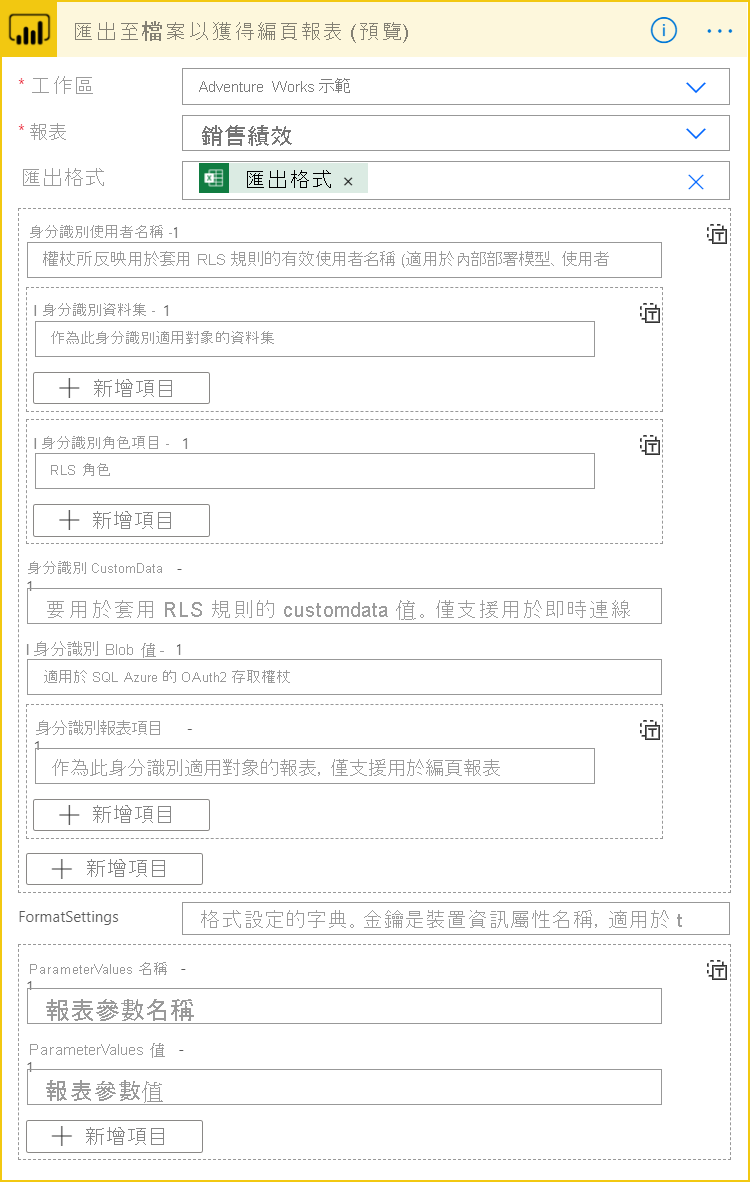 匯出至檔案以獲得編頁報表 (預覽)
* 工作區
Adventure Works 示範
* 報表
銷售績效
匯出格式
匯出格式 ×
身分識別使用者名稱 -1
權杖所反映用於套用 RLS 規則的有效使用者名稱 (適用於內部部署模型、使用者
I 身分識別資料集 - 1
作為此身分識別適用對象的資料集
新增項目
I 身分識別角色項目 - 1
RLS 角色
新增項目
身分識別 CustomData -
1
要用於套用 RLS 規則的 customdata 值。僅支援用於即時連線
I 身分識別 Blob 值 - 1
適用於 SQL Azure 的 OAuth2 存取權杖
身分識別報表項目 -
1
作為此身分識別適用對象的報表, 僅支援用於編頁報表
新增項目
新增項目
FormatSettings
格式設定的字典。金鑰是裝置資訊屬性名稱, 適用於 t
ParameterValues 名稱 -
1
報表參數名稱
ParameterValues 值 -
1
報表參數值
新增項目